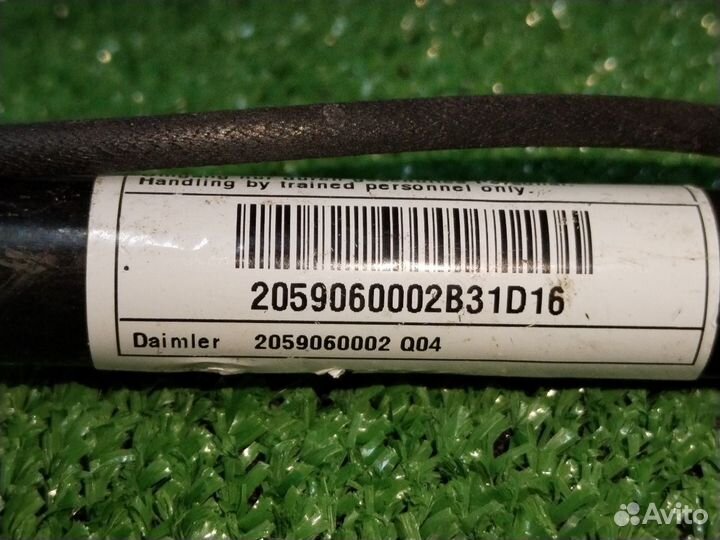 Handling by trained personnel only.
2059060002B31D16
Daimler 2059060002 Q04
Avito